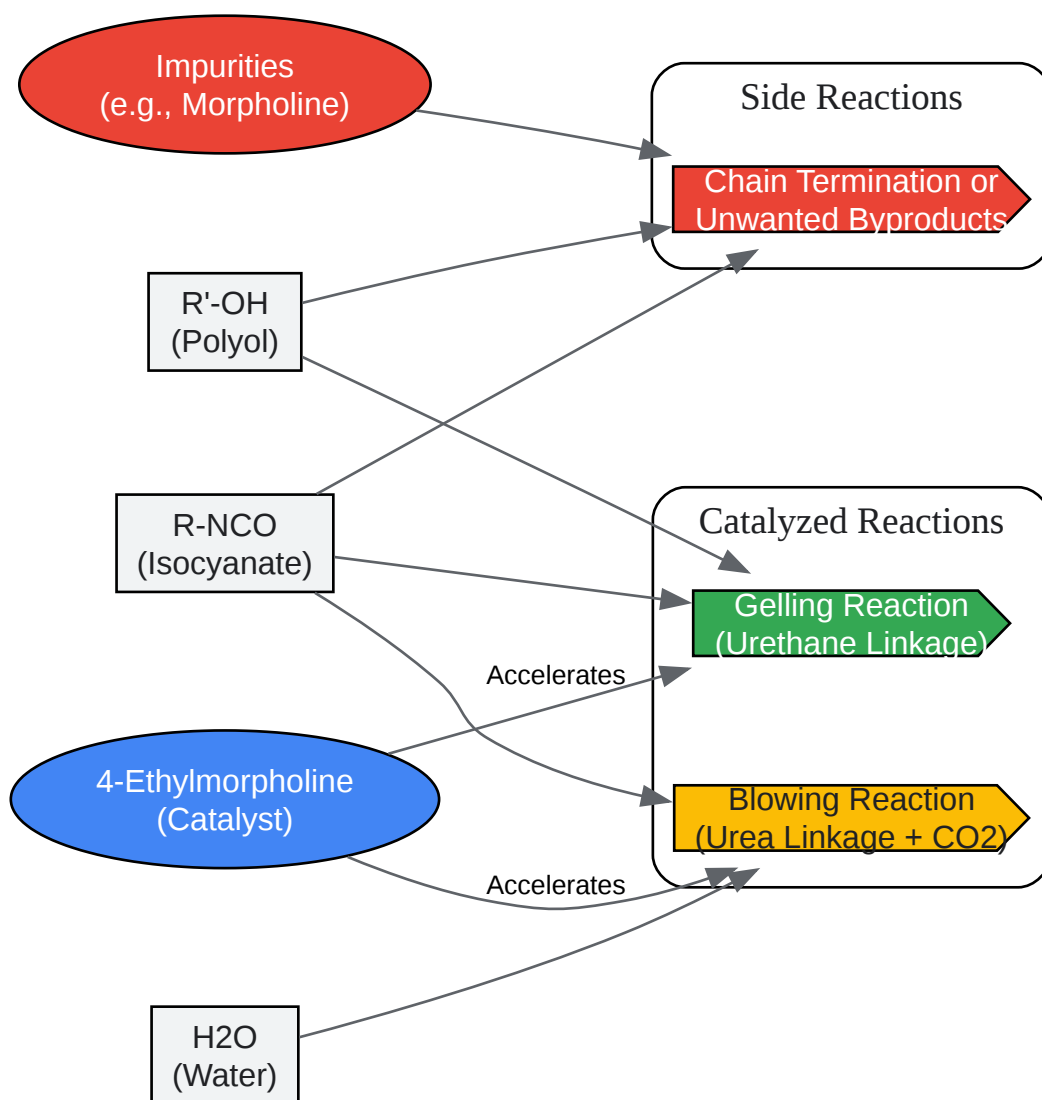 Impurities
(e.g., Morpholine)
Side Reactions
Chain Termination or
Unwanted Byproducts
R'-OH
(Polyol)
R-NCO
(Isocyanate)
Catalyzed Reactions
Gelling Reaction
(Urethane Linkage)
Accelerates
4-Ethylmorpholine
(Catalyst)
Blowing Reaction
(Urea Linkage + CO2)
Accelerates
H2O
(Water)